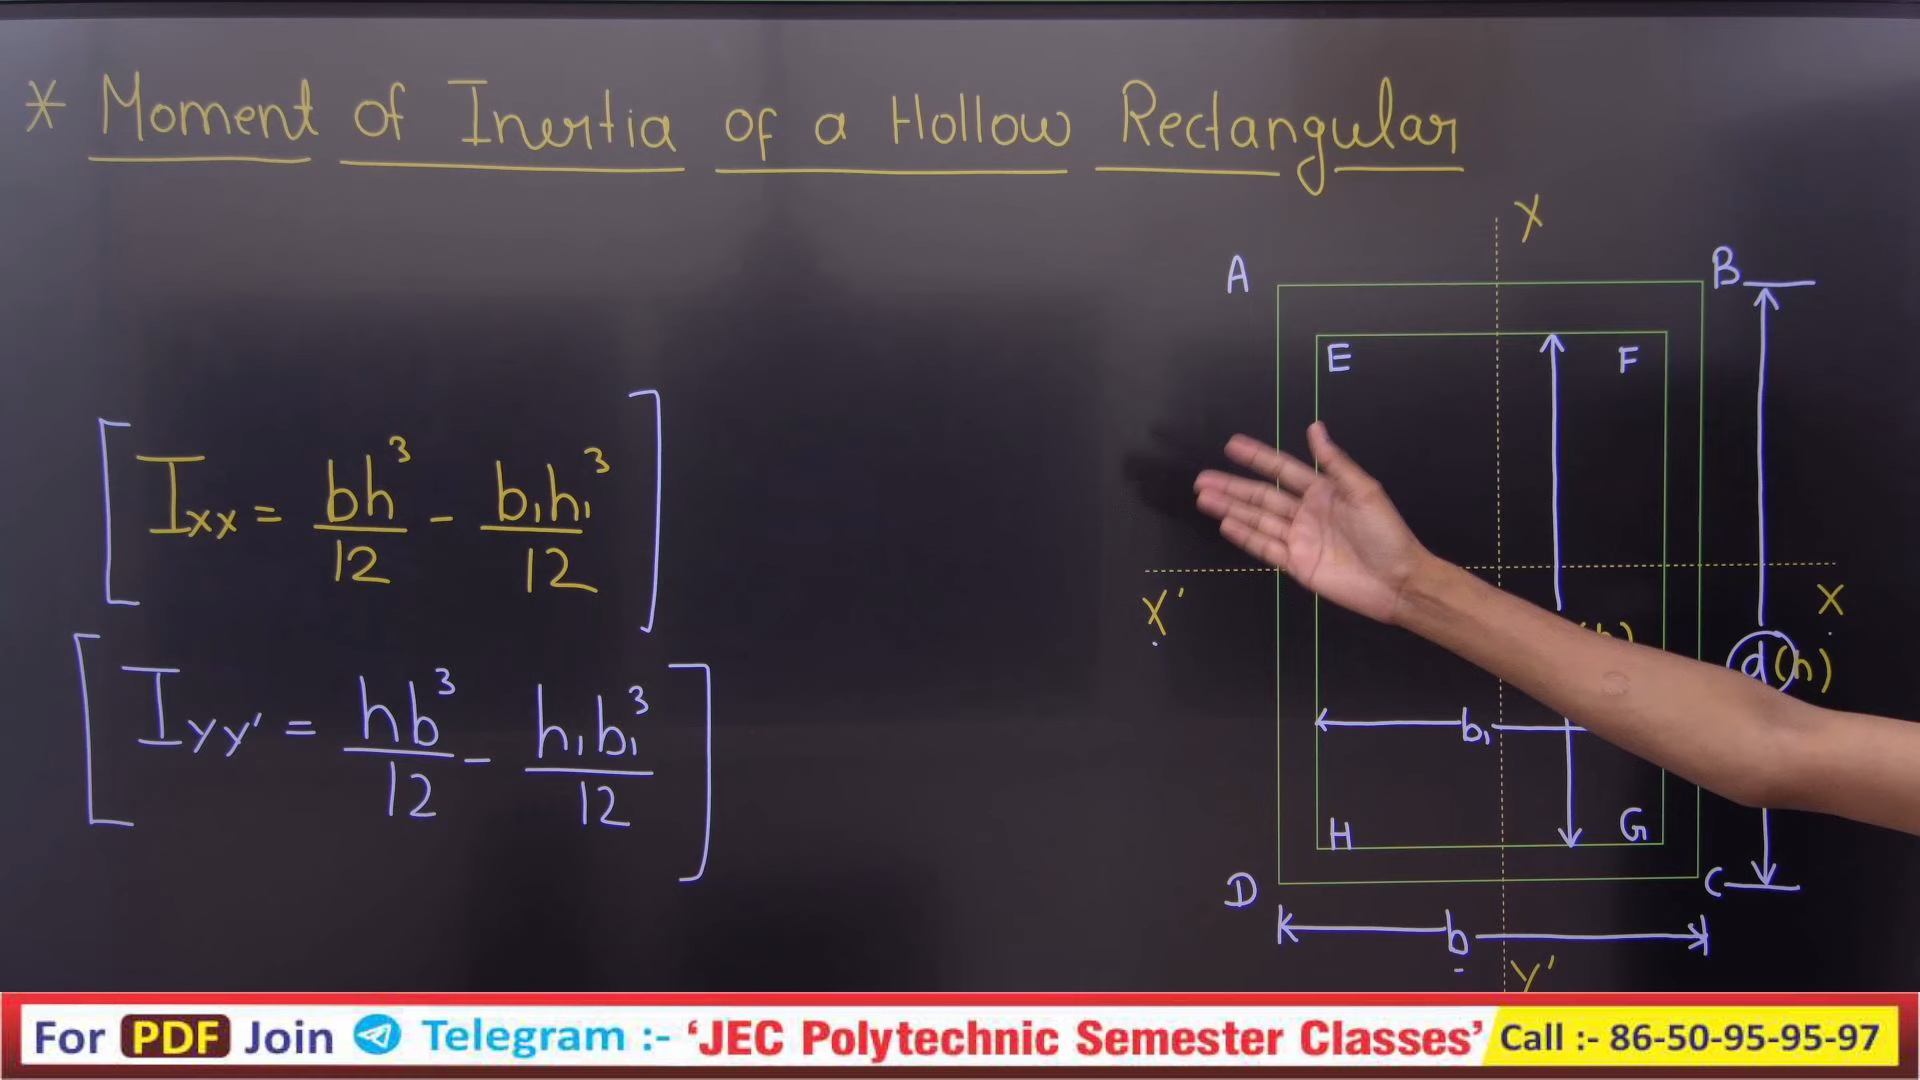 * Moment of Inertia of a Hollow Rectangular
Y
A
B
E
F
Ixx = bh³/12 - b₁h₁³/12
X'
X
d(h)
Iyy' = hb³/12 - h₁b₁³/12
b₁
H
G
D
C
b
Y'
For PDF Join Telegram :- 'JEC Polytechnic Semester Classes' Call :- 86-50-95-95-97